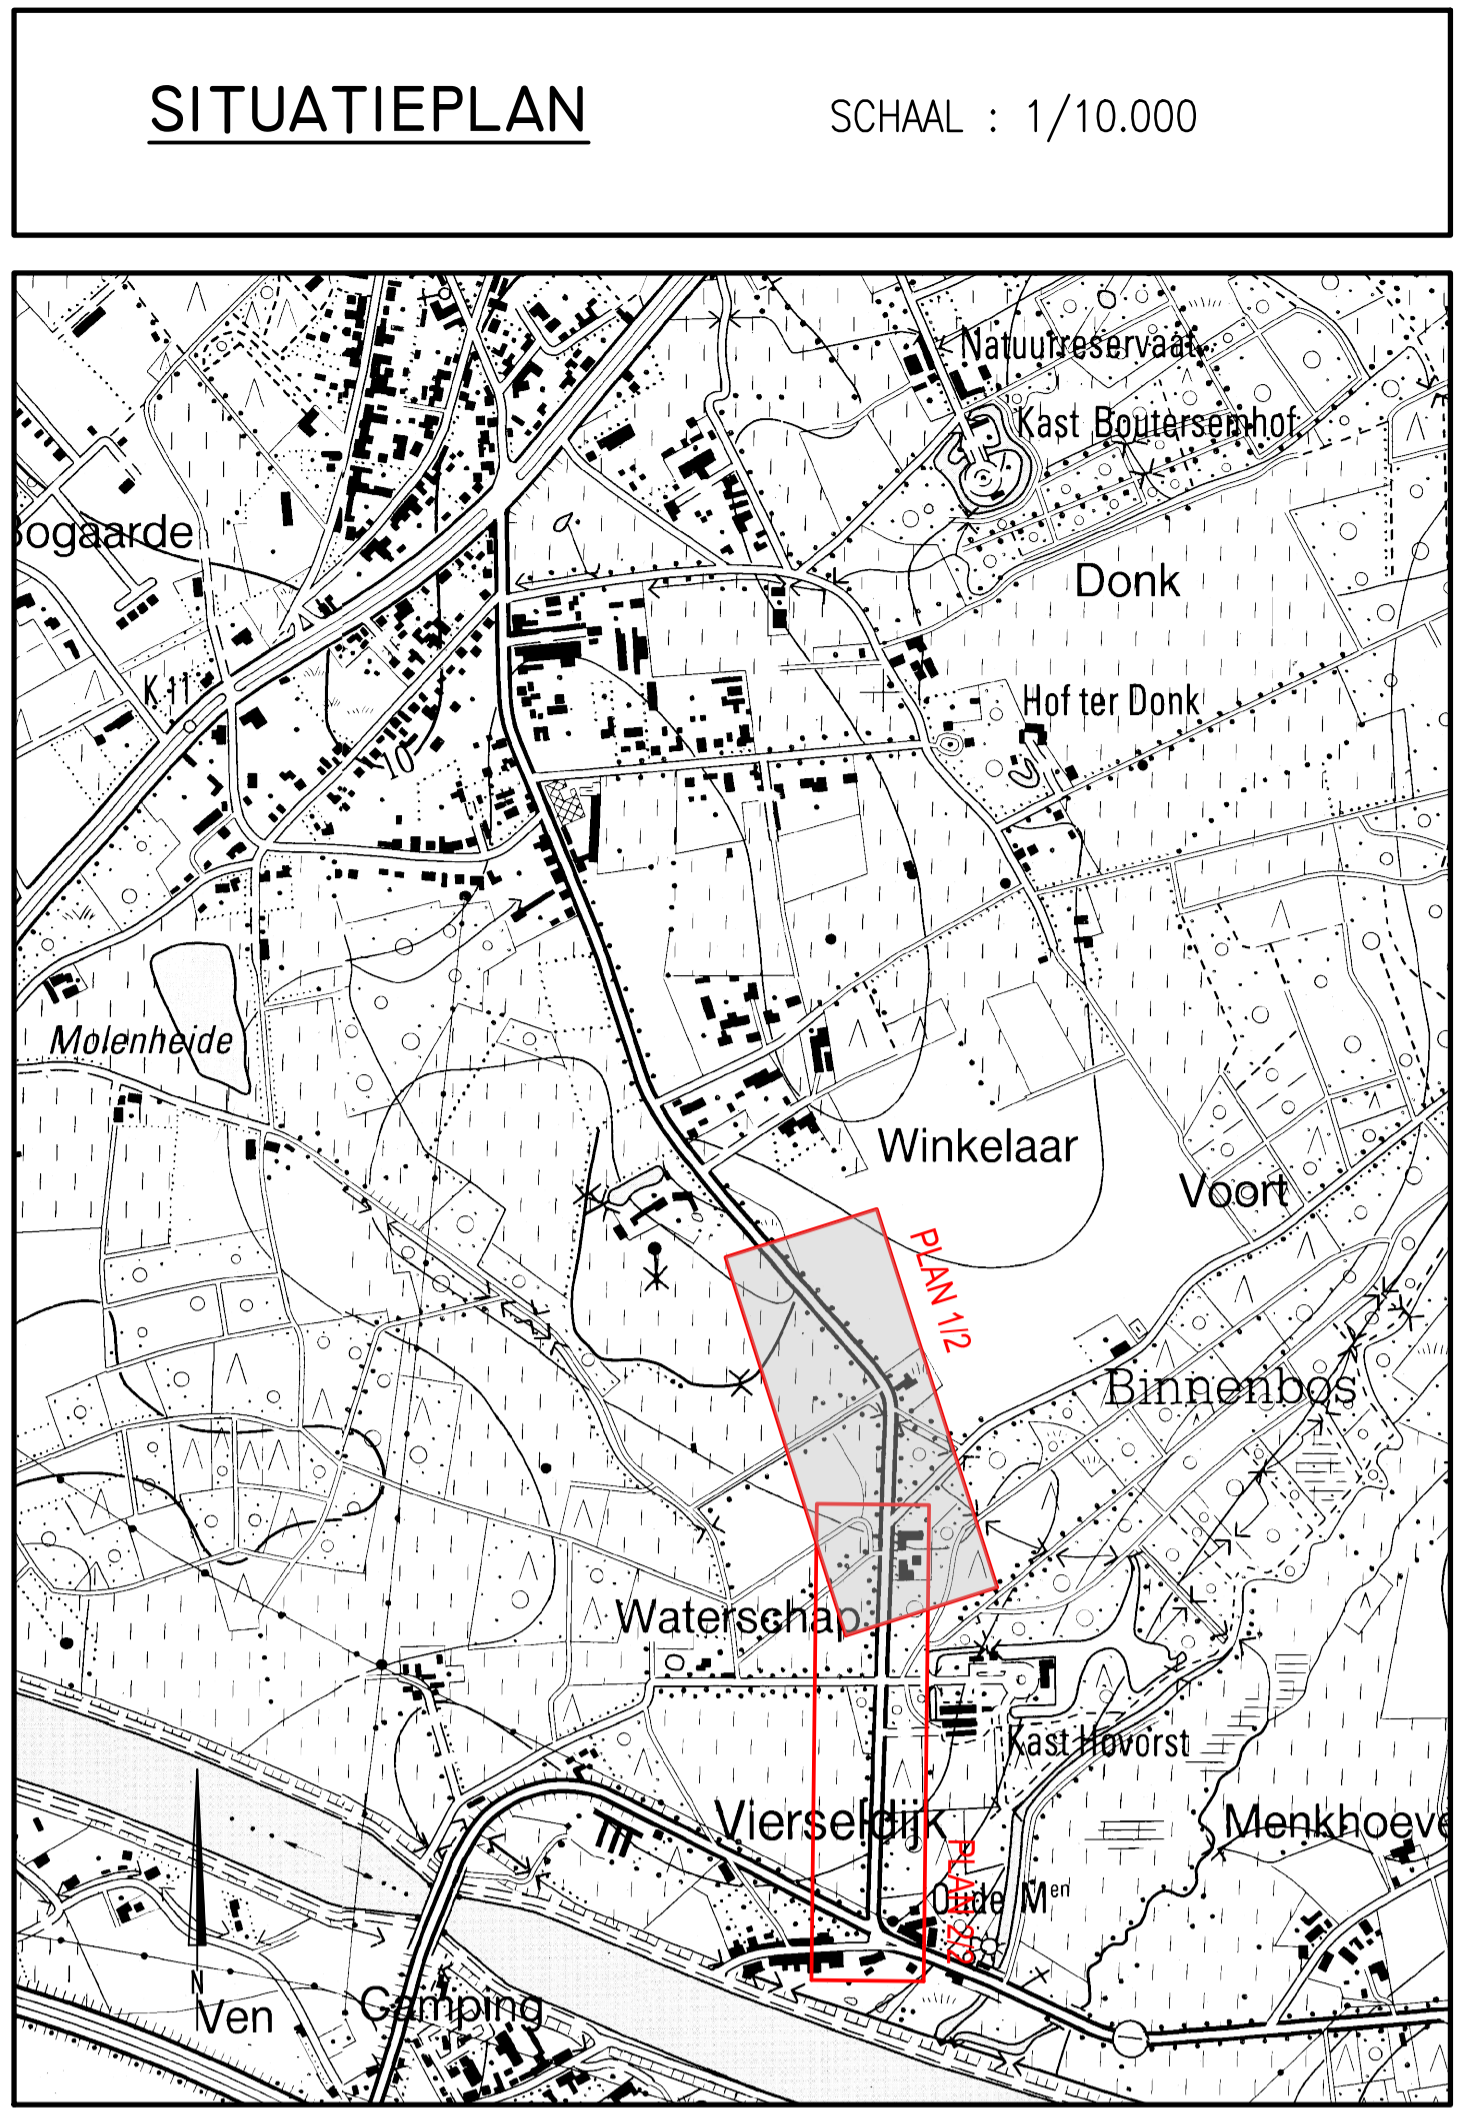 SITUATIEPLAN
SCHAAL : 1/10.000
Natuurreservaat
Kast Boutersemhof
Bogaarde
Donk
K 11
Hof ter Donk
10
Molenheide
Winkelaar
Voort
PLAN 1/2
Binnenbos
Waterschap
Kast Hovorst
Vierseldijk
Menkhoeve
PLAN 2/2
Oude Men
N
Ven
Camping